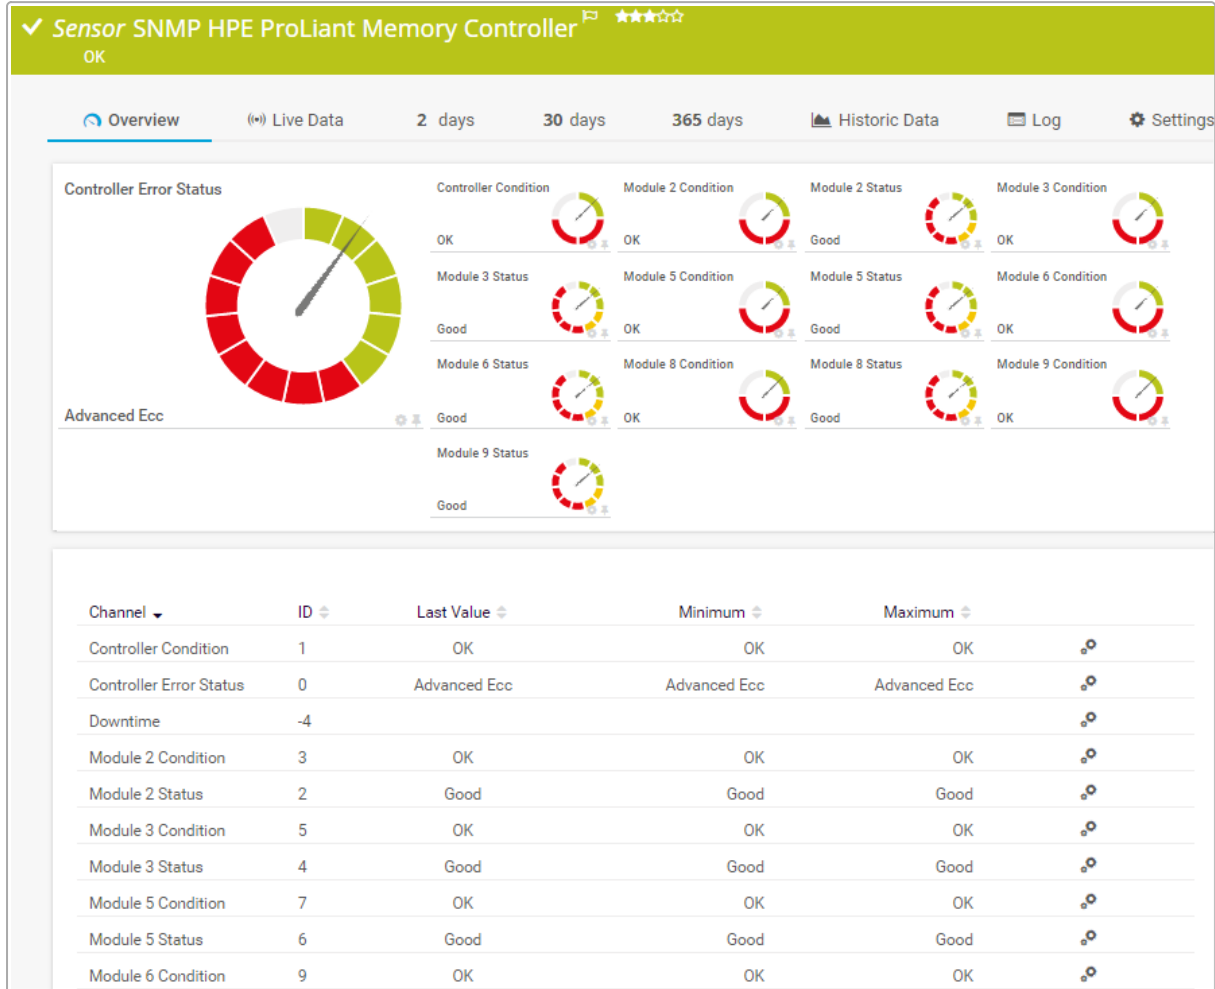 Sensor SNMP HPE ProLiant Memory Controller
OK
Overview Live Data 2 days 30 days 365 days Historic Data Log Settings
Controller Error Status
Advanced Ecc
Controller Condition
OK
Module 2 Condition
OK
Module 2 Status
Good
Module 3 Condition
OK
Module 3 Status
Good
Module 5 Condition
OK
Module 5 Status
Good
Module 6 Condition
OK
Module 6 Status
Good
Module 8 Condition
OK
Module 8 Status
Good
Module 9 Condition
OK
Module 9 Status
Good
Channel ID Last Value Minimum Maximum
Controller Condition 1 OK OK OK
Controller Error Status 0 Advanced Ecc Advanced Ecc Advanced Ecc
Downtime -4
Module 2 Condition 3 OK OK OK
Module 2 Status 2 Good Good Good
Module 3 Condition 5 OK OK OK
Module 3 Status 4 Good Good Good
Module 5 Condition 7 OK OK OK
Module 5 Status 6 Good Good Good
Module 6 Condition 9 OK OK OK